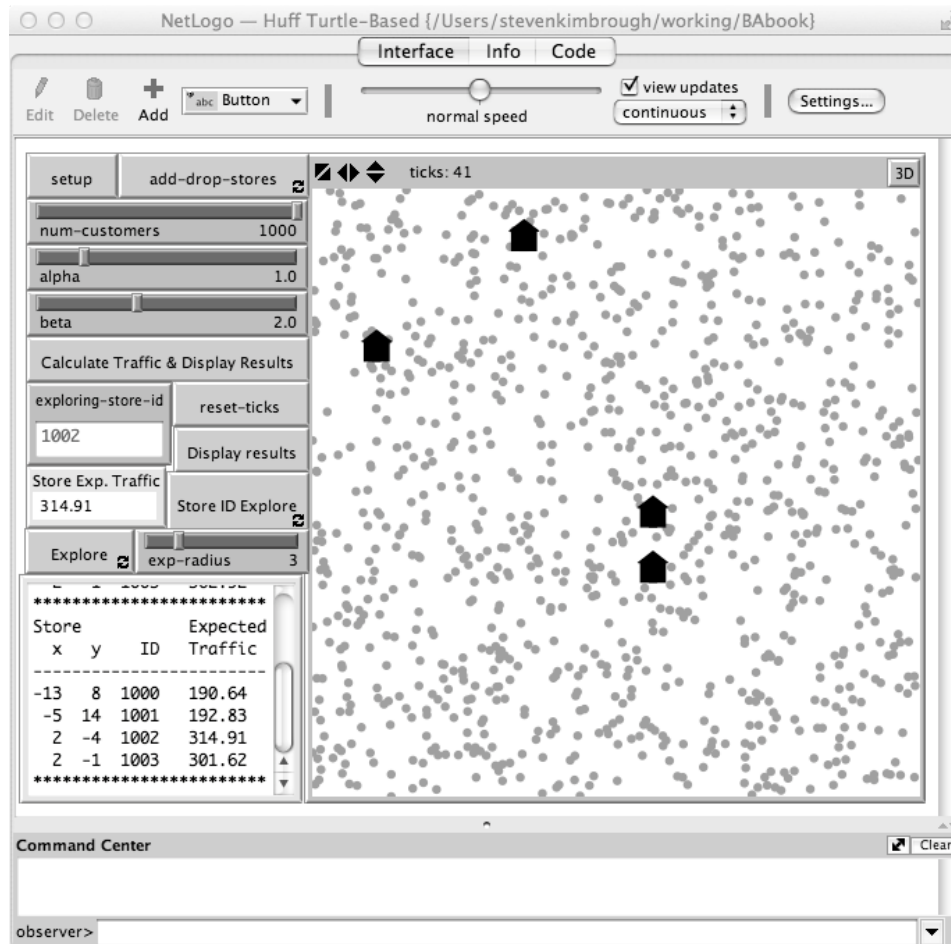 NetLogo — Huff Turtle-Based {/Users/stevenkimbrough/working/BAbook}
Interface Info Code
Edit Delete Add abc Button normal speed view updates continuous Settings...
setup add-drop-stores
ticks: 41 3D
num-customers 1000
alpha 1.0
beta 2.0
Calculate Traffic & Display Results
exploring-store-id
1002
reset-ticks
Display results
Store Exp. Traffic
314.91
Store ID Explore
Explore
exp-radius 3
************************
Store Expected
x y ID Traffic
------------------------
-13 8 1000 190.64
-5 14 1001 192.83
2 -4 1002 314.91
2 -1 1003 301.62
************************
Command Center
Clear
observer>